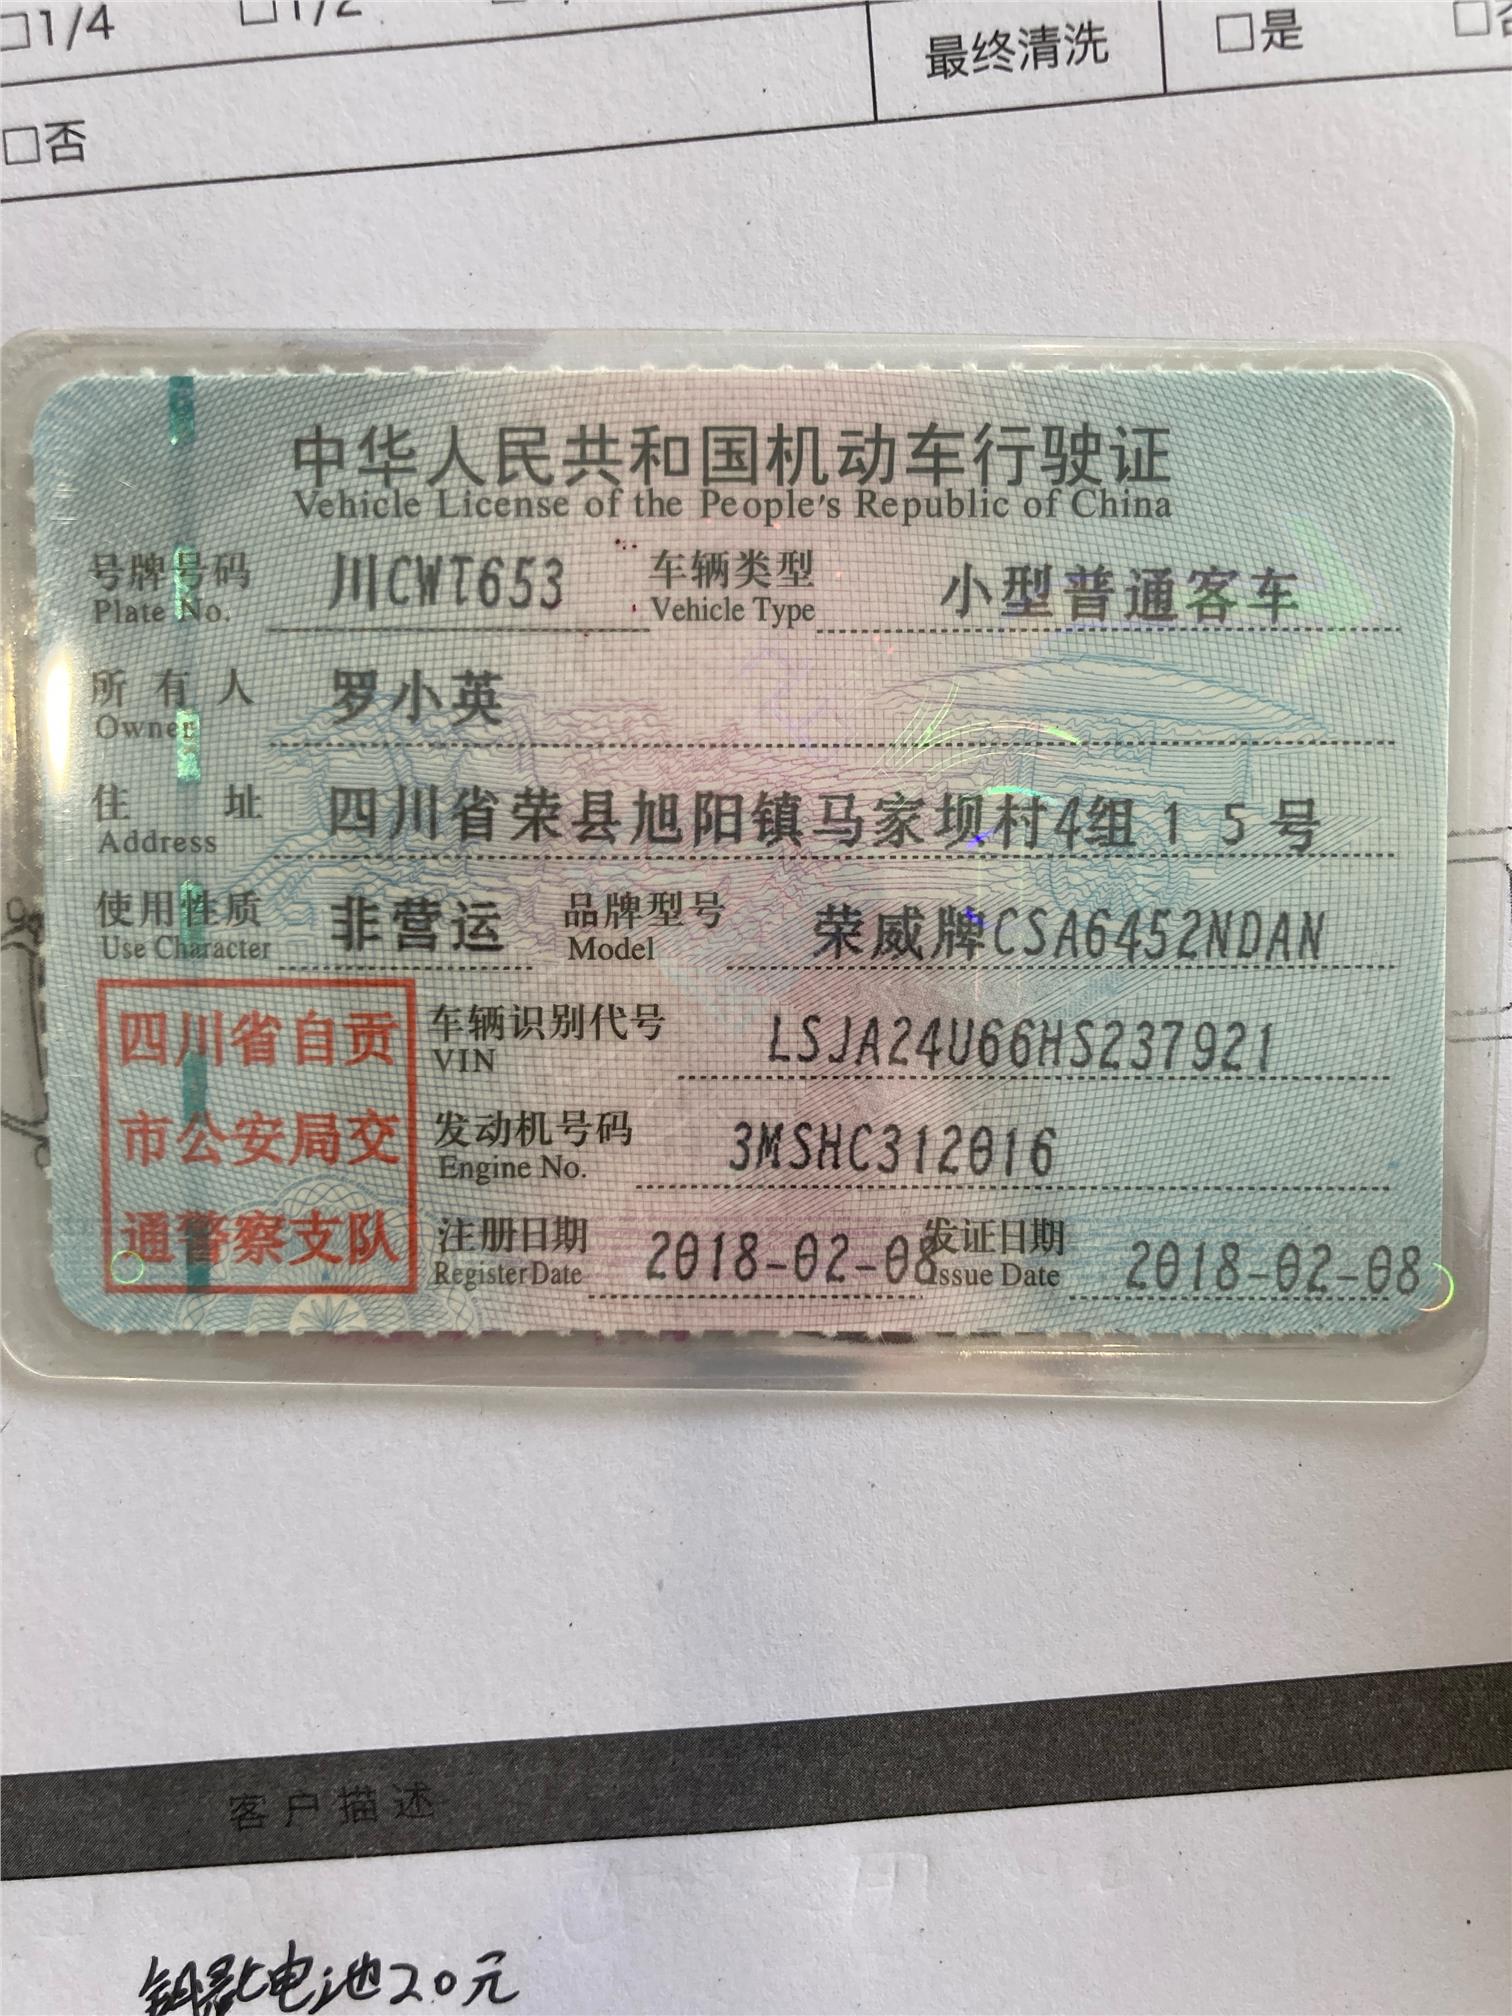 □1/4 □1/2
最终清洗 □是
□否
中华人民共和国机动车行驶证
Vehicle License of the People's Republic of China
号牌号码 川CWT653 车辆类型 小型普通客车
Plate No. Vehicle Type
所有人 罗小英
Owner
住址 四川省荣县旭阳镇马家坝村4组15号
Address
使用性质 非营运 品牌型号 荣威牌CSA6452NDAN
Use Character Model
四川省自贡
市公安局交
通警察支队
车辆识别代号 LSJA24U66HS237921
VIN
发动机号码 3MSHC312016
Engine No.
注册日期 2018-02-08 发证日期 2018-02-08
Register Date Issue Date
客户描述
钥匙电池20元